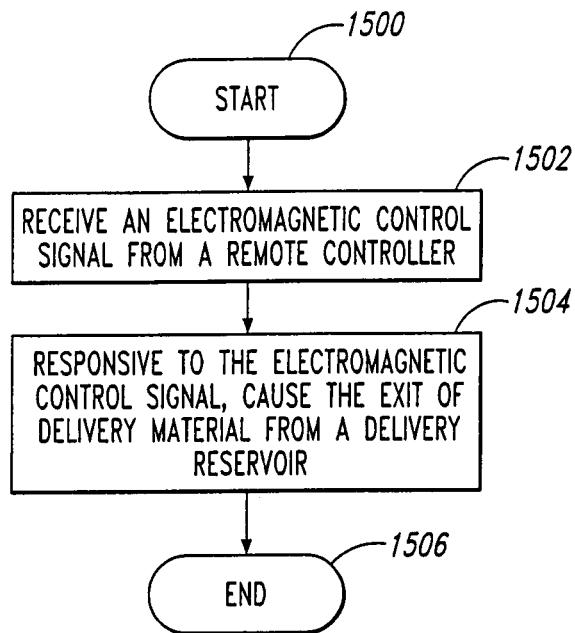 1500
START
1502
RECEIVE AN ELECTROMAGNETIC CONTROL
SIGNAL FROM A REMOTE CONTROLLER
1504
RESPONSIVE TO THE ELECTROMAGNETIC
CONTROL SIGNAL, CAUSE THE EXIT OF
DELIVERY MATERIAL FROM A DELIVERY
RESERVOIR
1506
END